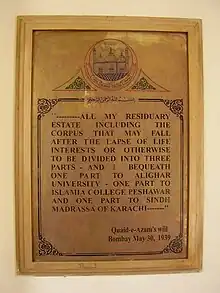 "---------ALL MY RESIDUARY
ESTATE INCLUDING THE
CORPUS THAT MAY FALL
AFTER THE LAPSE OF LIFE
INTERESTS OR OTHERWISE
TO BE DIVIDED INTO THREE
PARTS - AND I BEQUEATH
ONE PART TO ALIGHAR
UNIVERSITY - ONE PART TO
ISLAMIA COLLEGE PESHAWAR
AND ONE PART TO SINDH
MADRASSA OF KARACHI------"
Quaid-e-Azam's will
Bombay May 30, 1939